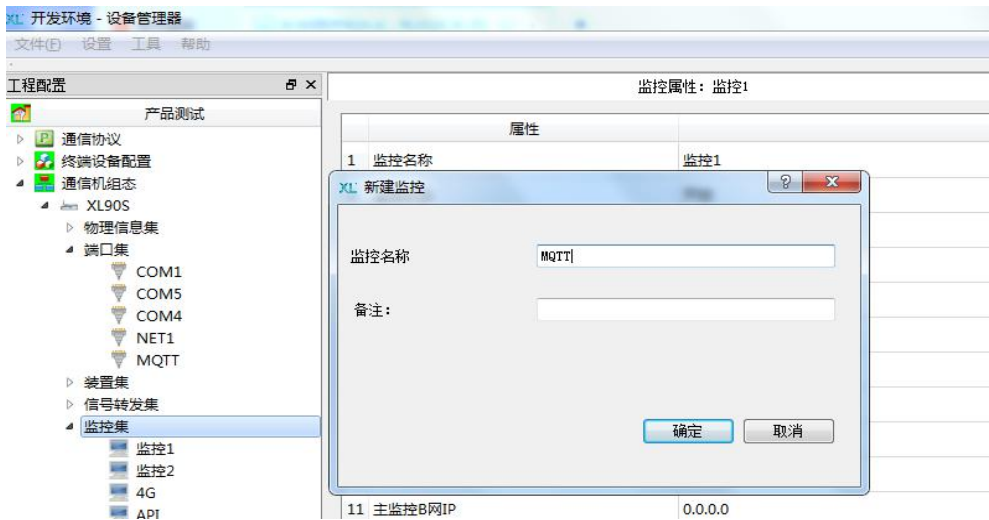 XL 开发环境 - 设备管理器
文件(F) 设置 工具 帮助
工程配置
监控属性：监控1
产品测试
通信协议
终端设备配置
通信机组态
XL90S
物理信息集
端口集
COM1
COM5
COM4
NET1
MQTT
装置集
信号转发集
监控集
监控1
监控2
4G
API
属性
1 监控名称 监控1
XL 新建监控
监控名称 MQTT
备注：
确定 取消
11 主监控B网IP 0.0.0.0